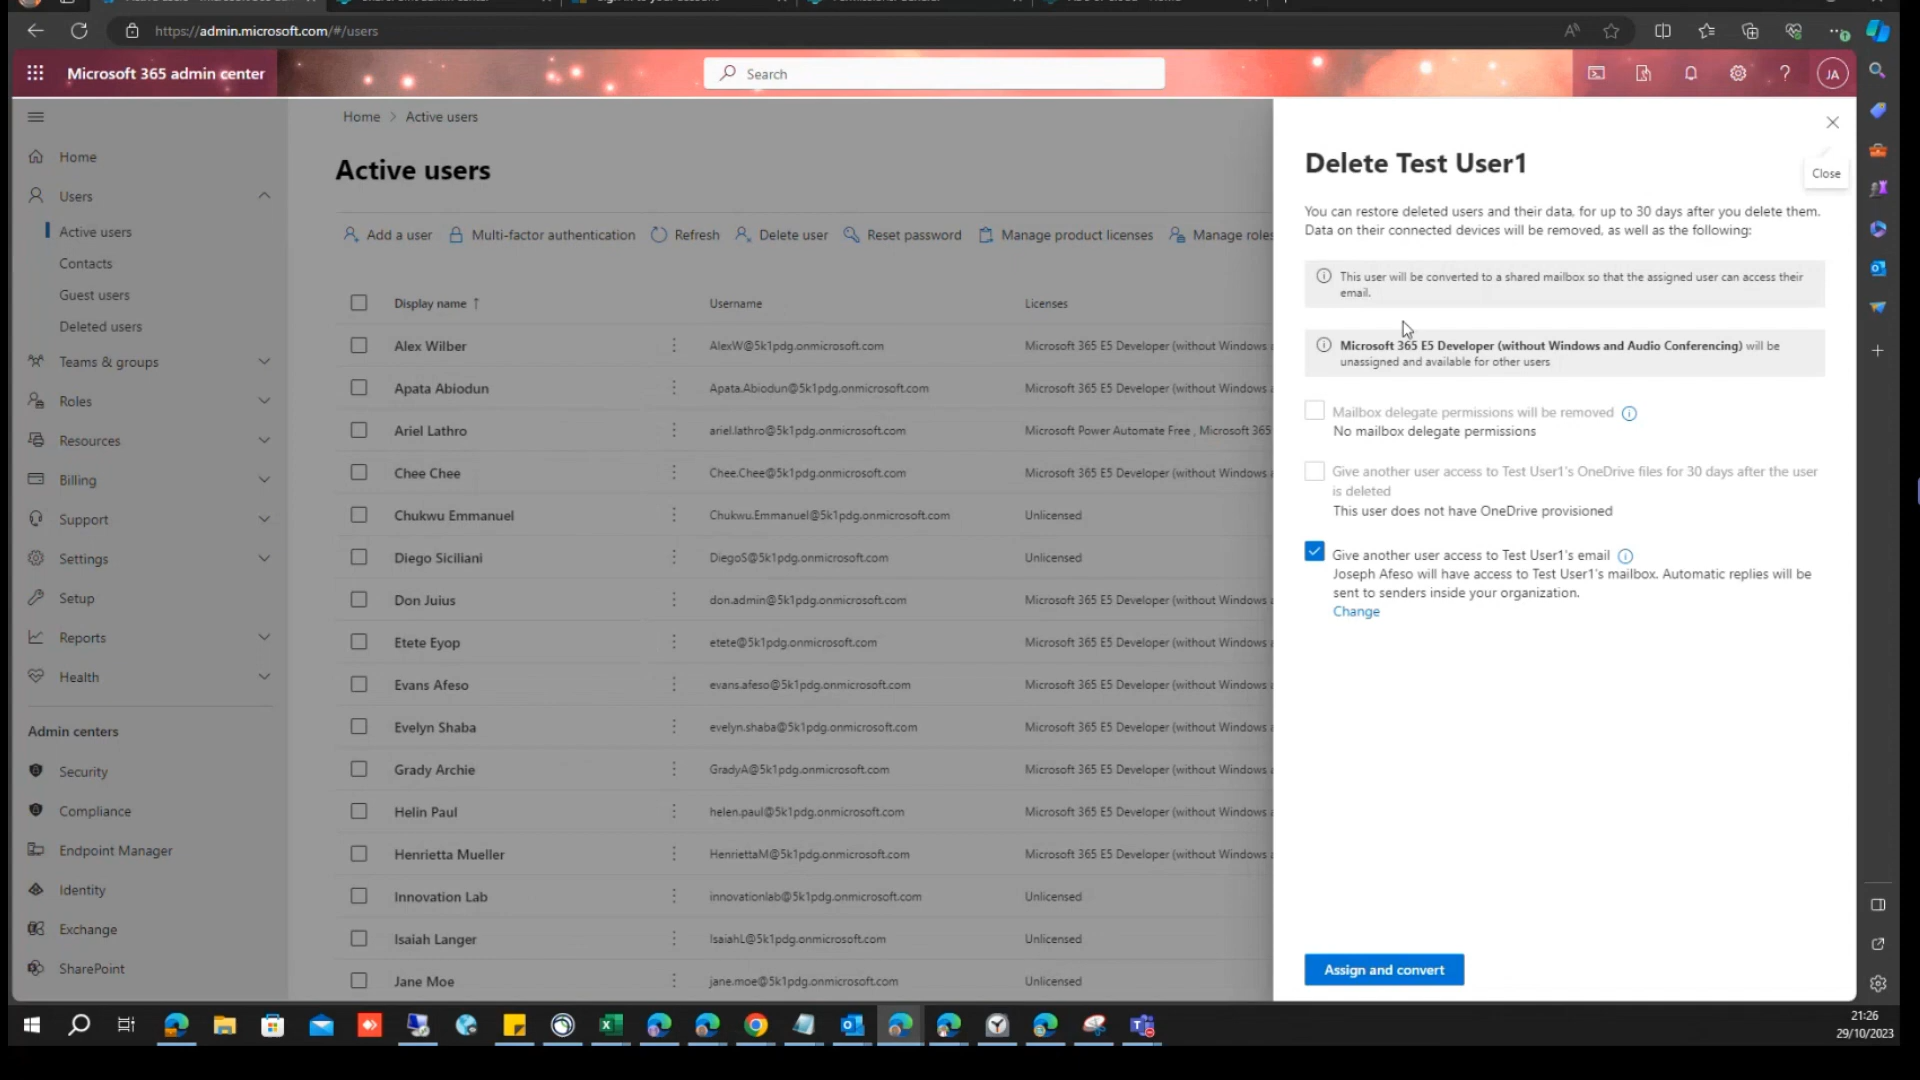 https://admin.microsoft.com/#/users
Microsoft 365 admin center
Search
JA
Home > Active users
Home
Users
Active users
Contacts
Guest users
Deleted users
Teams & groups
Roles
Resources
Billing
Support
Settings
Setup
Reports
Health
Admin centers
Security
Compliance
Endpoint Manager
Identity
Exchange
SharePoint
Active users
Add a user Multi-factor authentication Refresh Delete user Reset password Manage product licenses Manage roles
Display name ↑ Username Licenses
Alex Wilber AlexW@5k1pdg.onmicrosoft.com Microsoft 365 E5 Developer (without Windows a
Apata Abiodun Apata.Abiodun@5k1pdg.onmicrosoft.com Microsoft 365 E5 Developer (without Windows a
Ariel Lathro ariel.lathro@5k1pdg.onmicrosoft.com Microsoft Power Automate Free , Microsoft 365
Chee Chee Chee.Chee@5k1pdg.onmicrosoft.com Microsoft 365 E5 Developer (without Windows a
Chukwu Emmanuel Chukwu.Emmanuel@5k1pdg.onmicrosoft.com Unlicensed
Diego Siciliani DiegoS@5k1pdg.onmicrosoft.com Unlicensed
Don Juius don.admin@5k1pdg.onmicrosoft.com Microsoft 365 E5 Developer (without Windows a
Etete Eyop etete@5k1pdg.onmicrosoft.com Microsoft 365 E5 Developer (without Windows a
Evans Afeso evans.afeso@5k1pdg.onmicrosoft.com Microsoft 365 E5 Developer (without Windows a
Evelyn Shaba evelyn.shaba@5k1pdg.onmicrosoft.com Microsoft 365 E5 Developer (without Windows a
Grady Archie GradyA@5k1pdg.onmicrosoft.com Microsoft 365 E5 Developer (without Windows a
Helin Paul helen.paul@5k1pdg.onmicrosoft.com Microsoft 365 E5 Developer (without Windows a
Henrietta Mueller HenriettaM@5k1pdg.onmicrosoft.com Microsoft 365 E5 Developer (without Windows a
Innovation Lab innovationlab@5k1pdg.onmicrosoft.com Unlicensed
Isaiah Langer IsaiahL@5k1pdg.onmicrosoft.com Unlicensed
Jane Moe jane.moe@5k1pdg.onmicrosoft.com Unlicensed
Delete Test User1
Close
You can restore deleted users and their data, for up to 30 days after you delete them.
Data on their connected devices will be removed, as well as the following:
This user will be converted to a shared mailbox so that the assigned user can access their
email.
Microsoft 365 E5 Developer (without Windows and Audio Conferencing) will be
unassigned and available for other users
Mailbox delegate permissions will be removed
No mailbox delegate permissions
Give another user access to Test User1's OneDrive files for 30 days after the user
is deleted
This user does not have OneDrive provisioned
Give another user access to Test User1's email
Joseph Afeso will have access to Test User1's mailbox. Automatic replies will be
sent to senders inside your organization.
Change
Assign and convert
21:26
29/10/2023